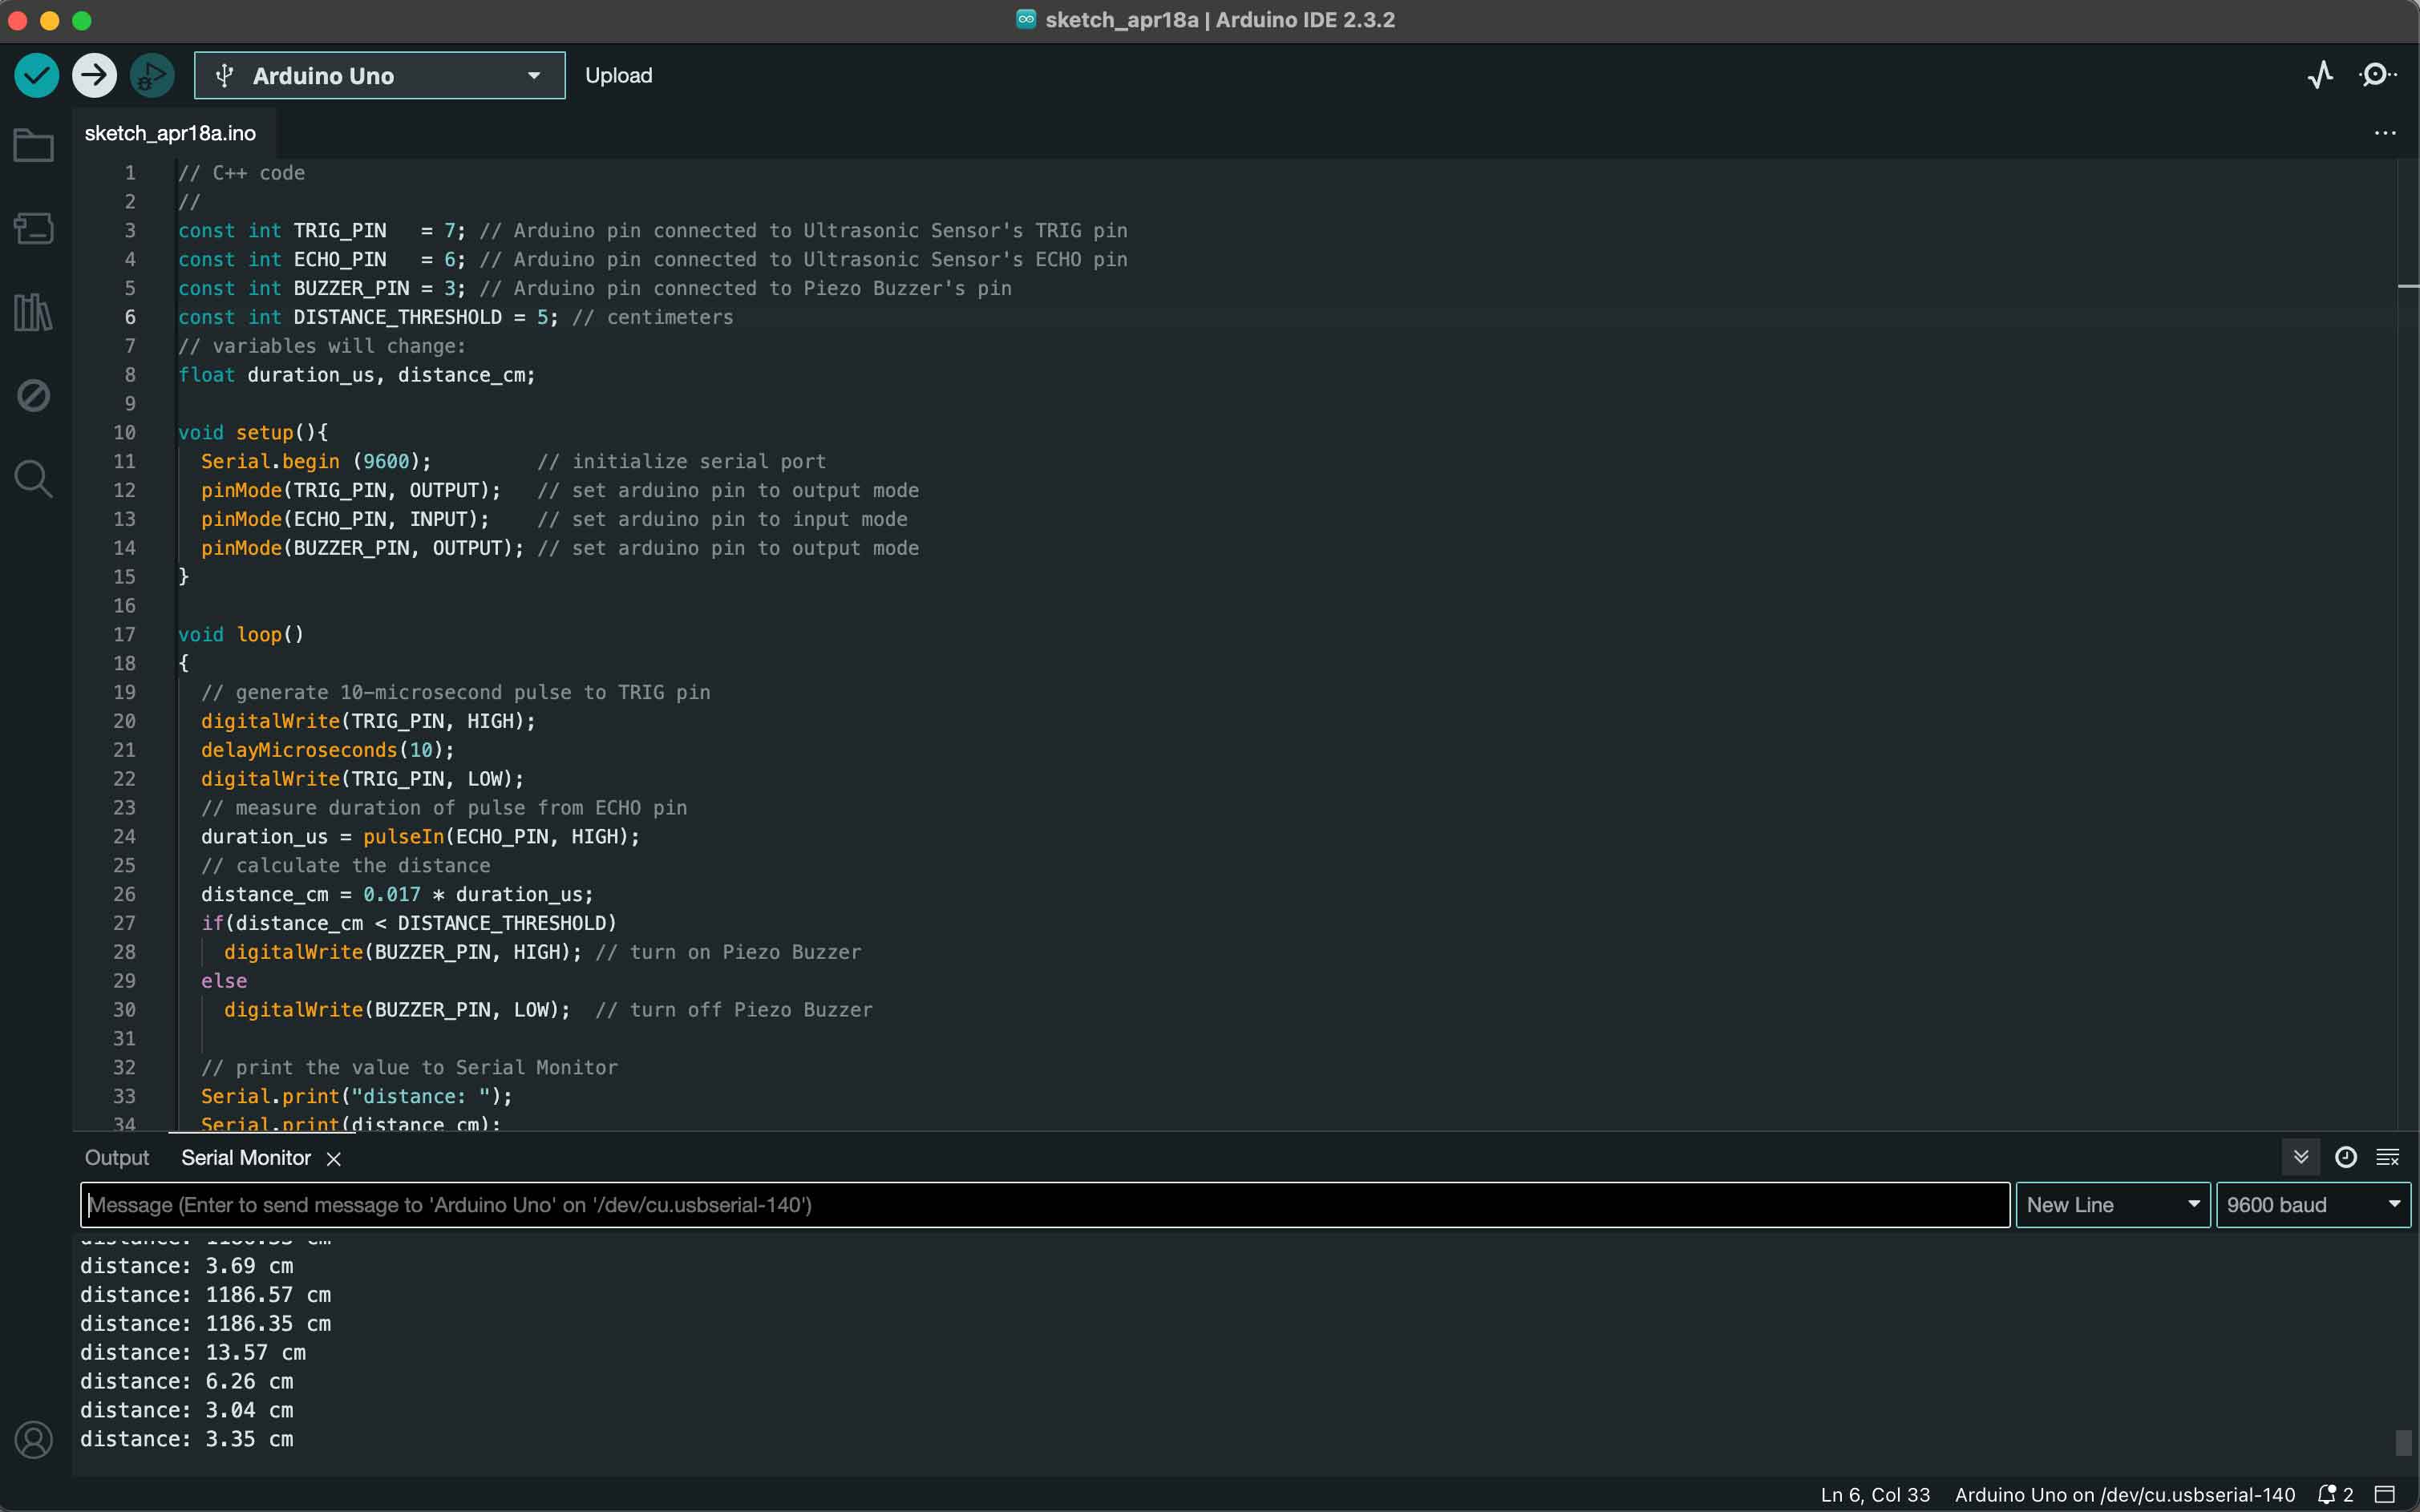 sketch_apr18a | Arduino IDE 2.3.2
Arduino Uno
Upload
sketch_apr18a.ino
1 // C++ code
2 //
3 const int TRIG_PIN   = 7; // Arduino pin connected to Ultrasonic Sensor's TRIG pin
4 const int ECHO_PIN   = 6; // Arduino pin connected to Ultrasonic Sensor's ECHO pin
5 const int BUZZER_PIN = 3; // Arduino pin connected to Piezo Buzzer's pin
6 const int DISTANCE_THRESHOLD = 5; // centimeters
7 // variables will change:
8 float duration_us, distance_cm;
9
10 void setup(){
11   Serial.begin (9600);         // initialize serial port
12   pinMode(TRIG_PIN, OUTPUT);   // set arduino pin to output mode
13   pinMode(ECHO_PIN, INPUT);    // set arduino pin to input mode
14   pinMode(BUZZER_PIN, OUTPUT); // set arduino pin to output mode
15 }
16
17 void loop()
18 {
19   // generate 10-microsecond pulse to TRIG pin
20   digitalWrite(TRIG_PIN, HIGH);
21   delayMicroseconds(10);
22   digitalWrite(TRIG_PIN, LOW);
23   // measure duration of pulse from ECHO pin
24   duration_us = pulseIn(ECHO_PIN, HIGH);
25   // calculate the distance
26   distance_cm = 0.017 * duration_us;
27   if(distance_cm < DISTANCE_THRESHOLD)
28     digitalWrite(BUZZER_PIN, HIGH); // turn on Piezo Buzzer
29   else
30     digitalWrite(BUZZER_PIN, LOW);  // turn off Piezo Buzzer
31
32   // print the value to Serial Monitor
33   Serial.print("distance: ");
34   Serial.print(distance_cm);
Output Serial Monitor
Message (Enter to send message to 'Arduino Uno' on '/dev/cu.usbserial-140') New Line 9600 baud
distance: cm
distance: 3.69 cm
distance: 1186.57 cm
distance: 1186.35 cm
distance: 13.57 cm
distance: 6.26 cm
distance: 3.04 cm
distance: 3.35 cm
Ln 6, Col 33 Arduino Uno on /dev/cu.usbserial-140 2